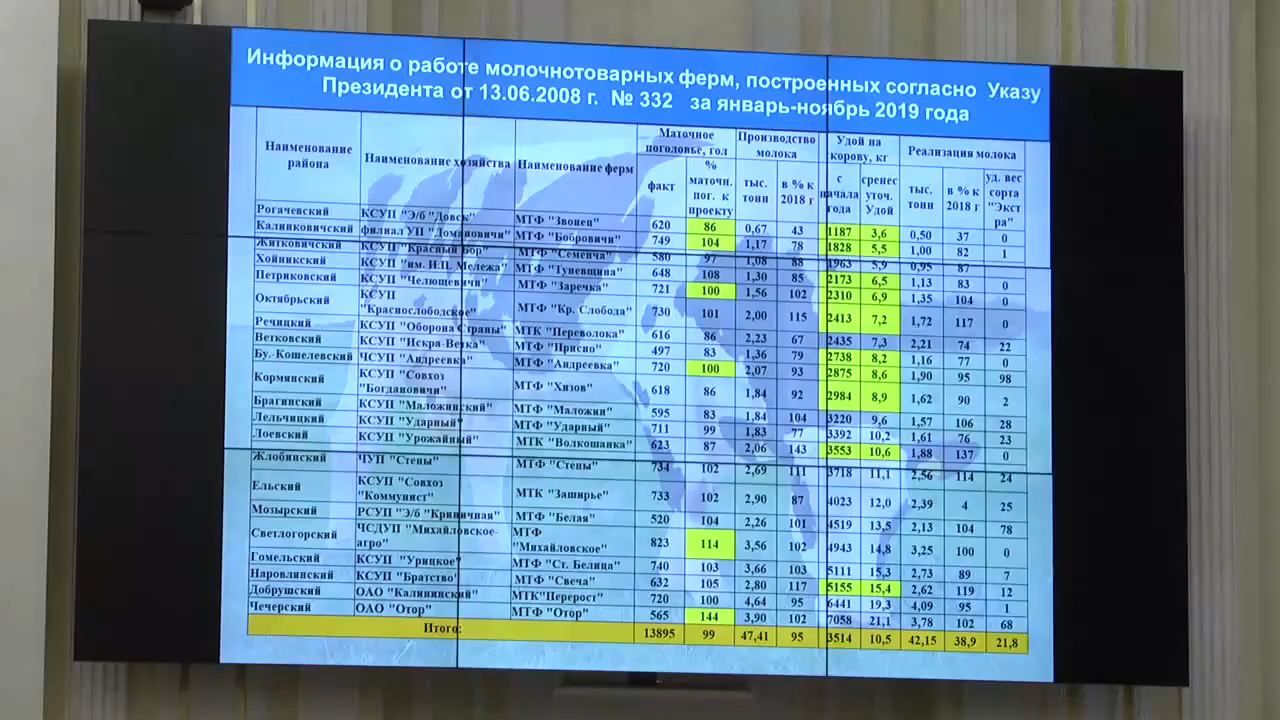 Информация о работе молочнотоварных ферм, построенных согласно Указу
Президента от 13.06.2008 г. № 332 за январь-ноябрь 2019 года
Наименование района Наименование хозяйства Наименование ферм Маточное поголовье, гол Производство молока Удой на корову, кг Реализация молока
факт % маточн. пог. к проекту тыс. тонн в % к 2018 г с начала года сренес уточ. Удой тыс. тонн в % к 2018 г уд. вес сорта "Экст ра"
Рогачевский КСУП "Э/б "Довск" МТФ "Звонец" 620 86 0,67 43 1187 3,6 0,50 37 0
Калинковичский филиал УП "Домановичи" МТФ "Бобровичи" 749 104 1,17 78 1828 5,5 1,00 82 1
Житковичский КСУП "Красный Бор" МТФ "Семенча" 580 97 1,08 88 1963 5,9 0,95 87
Хойникский КСУП "им. И.П. Мележа" МТФ "Туневщина" 648 108 1,30 85 2173 6,5 1,13 83 0
Петриковский КСУП "Челющевичи" МТФ "Заречка" 721 100 1,56 102 2310 6,9 1,35 104 0
Октябрьский КСУП "Краснослободское" МТФ "Кр. Слобода" 730 101 2,00 115 2413 7,2 1,72 117 0
Речицкий КСУП "Оборона Страны" МТК "Переволока" 616 86 2,23 67 2435 7,3 2,21 74 22
Ветковский КСУП "Искра-Ветка" МТФ "Присно" 497 83 1,36 79 2738 8,2 1,16 77 0
Бу.-Кошелевский ЧСУП "Андреевка" МТФ "Андреевка" 720 100 2,07 93 2875 8,6 1,90 95 98
Кормянский КСУП "Совхоз "Богдановичи" МТФ "Хизов" 618 86 1,84 92 2984 8,9 1,62 90 2
Брагинский КСУП "Маложинский" МТФ "Маложин" 595 83 1,84 104 3220 9,6 1,57 106 28
Лельчицкий КСУП "Ударный" МТФ "Ударный" 711 99 1,83 77 3392 10,2 1,61 76 23
Лоевский КСУП "Урожайный" МТК "Волкошанка" 623 87 2,06 143 3553 10,6 1,88 137 0
Жлобинский ЧУП "Степы" МТФ "Степы" 734 102 2,69 111 3718 11,1 2,56 114 24
Ельский КСУП "Совхоз "Коммунист" МТК "Заширье" 733 102 2,90 87 4023 12,0 2,39 4 25
Мозырский РСУП "Э/б "Криничная" МТФ "Белая" 520 104 2,26 101 4519 13,5 2,13 104 78
Светлогорский ЧСДУП "Михайловское-агро" МТФ "Михайловское" 823 114 3,56 102 4943 14,8 3,25 100 0
Гомельский КСУП "Урицкое" МТФ "Ст. Белица" 740 103 3,66 103 5111 15,3 2,73 89 7
Наровлянский КСУП "Братство" МТФ "Свеча" 632 105 2,80 117 5155 15,4 2,62 119 12
Добрушский ОАО "Калининский" МТК"Перерост" 720 100 4,64 95 6441 19,3 4,09 95 1
Чечерский ОАО "Отор" МТФ "Отор" 565 144 3,90 102 7058 21,1 3,78 102 68
Итого: 13895 99 47,41 95 3514 10,5 42,15 38,9 21,8